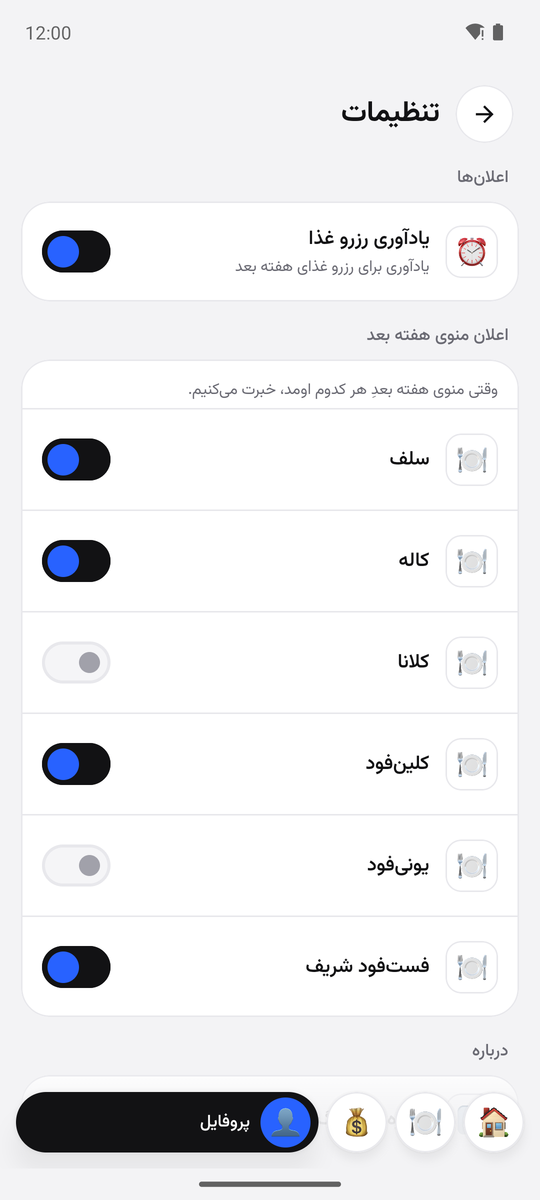 12:00
تنظیمات
اعلان‌ها
یادآوری رزرو غذا
یادآوری برای رزرو غذای هفته بعد
اعلان منوی هفته بعد
وقتی منوی هفته بعدِ هر کدوم اومد، خبرت می‌کنیم.
سلف
کاله
کلانا
کلین‌فود
یونی‌فود
فست‌فود شریف
درباره
پروفایل